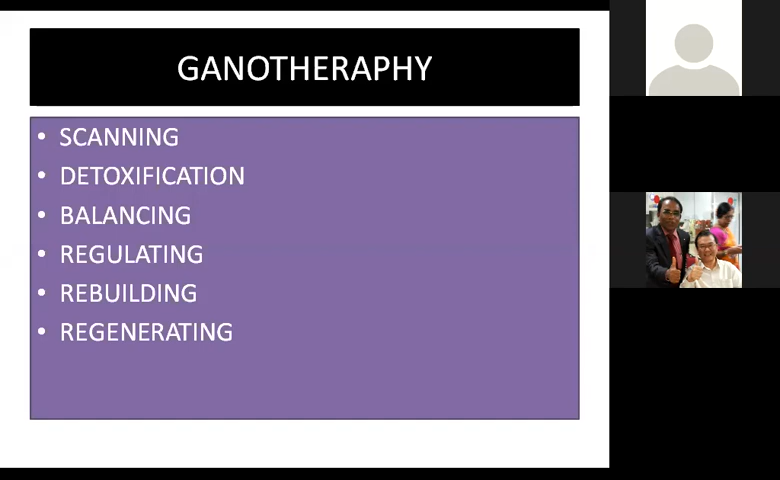 GANOTHERAPHY
• SCANNING
• DETOXIFICATION
• BALANCING
• REGULATING
• REBUILDING
• REGENERATING